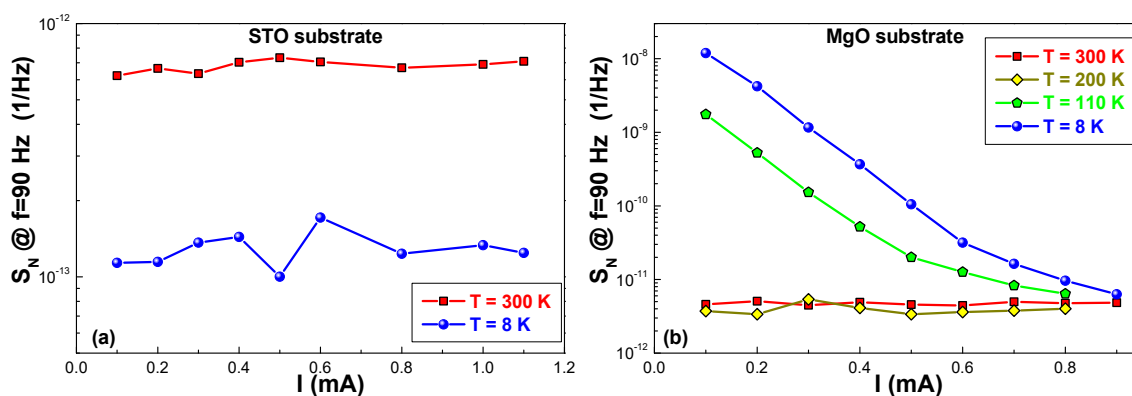 STO substrate
10⁻¹²
10⁻¹³
S_N @ f=90 Hz (1/Hz)
T = 300 K
T = 8 K
(a)
0.0 0.2 0.4 0.6 0.8 1.0 1.2
I (mA)
MgO substrate
10⁻⁸
10⁻⁹
10⁻¹⁰
10⁻¹¹
10⁻¹²
S_N @ f=90 Hz (1/Hz)
T = 300 K
T = 200 K
T = 110 K
T = 8 K
(b)
0.0 0.2 0.4 0.6 0.8
I (mA)